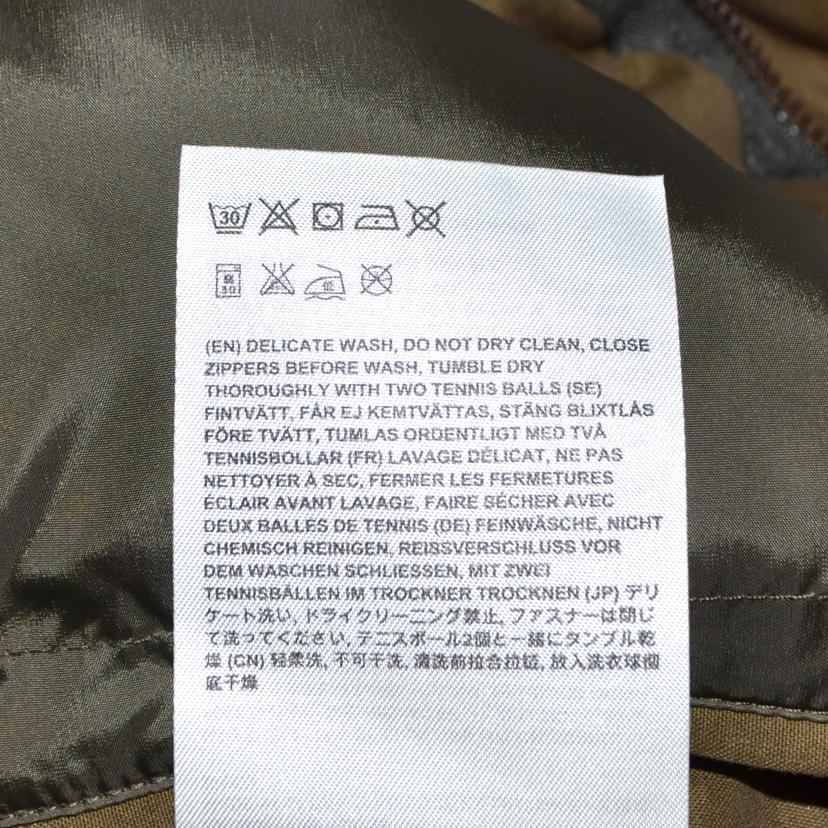 30
弱
30
低
(EN) DELICATE WASH, DO NOT DRY CLEAN, CLOSE
ZIPPERS BEFORE WASH, TUMBLE DRY
THOROUGHLY WITH TWO TENNIS BALLS (SE)
FINTVÄTT, FÅR EJ KEMTVÄTTAS, STÄNG BLIXTLÅS
FÖRE TVÄTT, TUMLAS ORDENTLIGT MED TVÅ
TENNISBOLLAR (FR) LAVAGE DÉLICAT, NE PAS
NETTOYER À SEC, FERMER LES FERMETURES
ÉCLAIR AVANT LAVAGE, FAIRE SÉCHER AVEC
DEUX BALLES DE TENNIS (DE) FEINWÄSCHE, NICHT
CHEMISCH REINIGEN, REISSVERSCHLUSS VOR
DEM WASCHEN SCHLIESSEN, MIT ZWEI
TENNISBÄLLEN IM TROCKNER TROCKNEN (JP) デリ
ケート洗い, ドライクリーニング禁止, ファスナーは閉じ
て洗ってください, テニスボール2個と一緒にタンブル乾
燥 (CN) 轻柔洗, 不可干洗, 清洗前拉合拉链, 放入洗衣球彻
底干燥